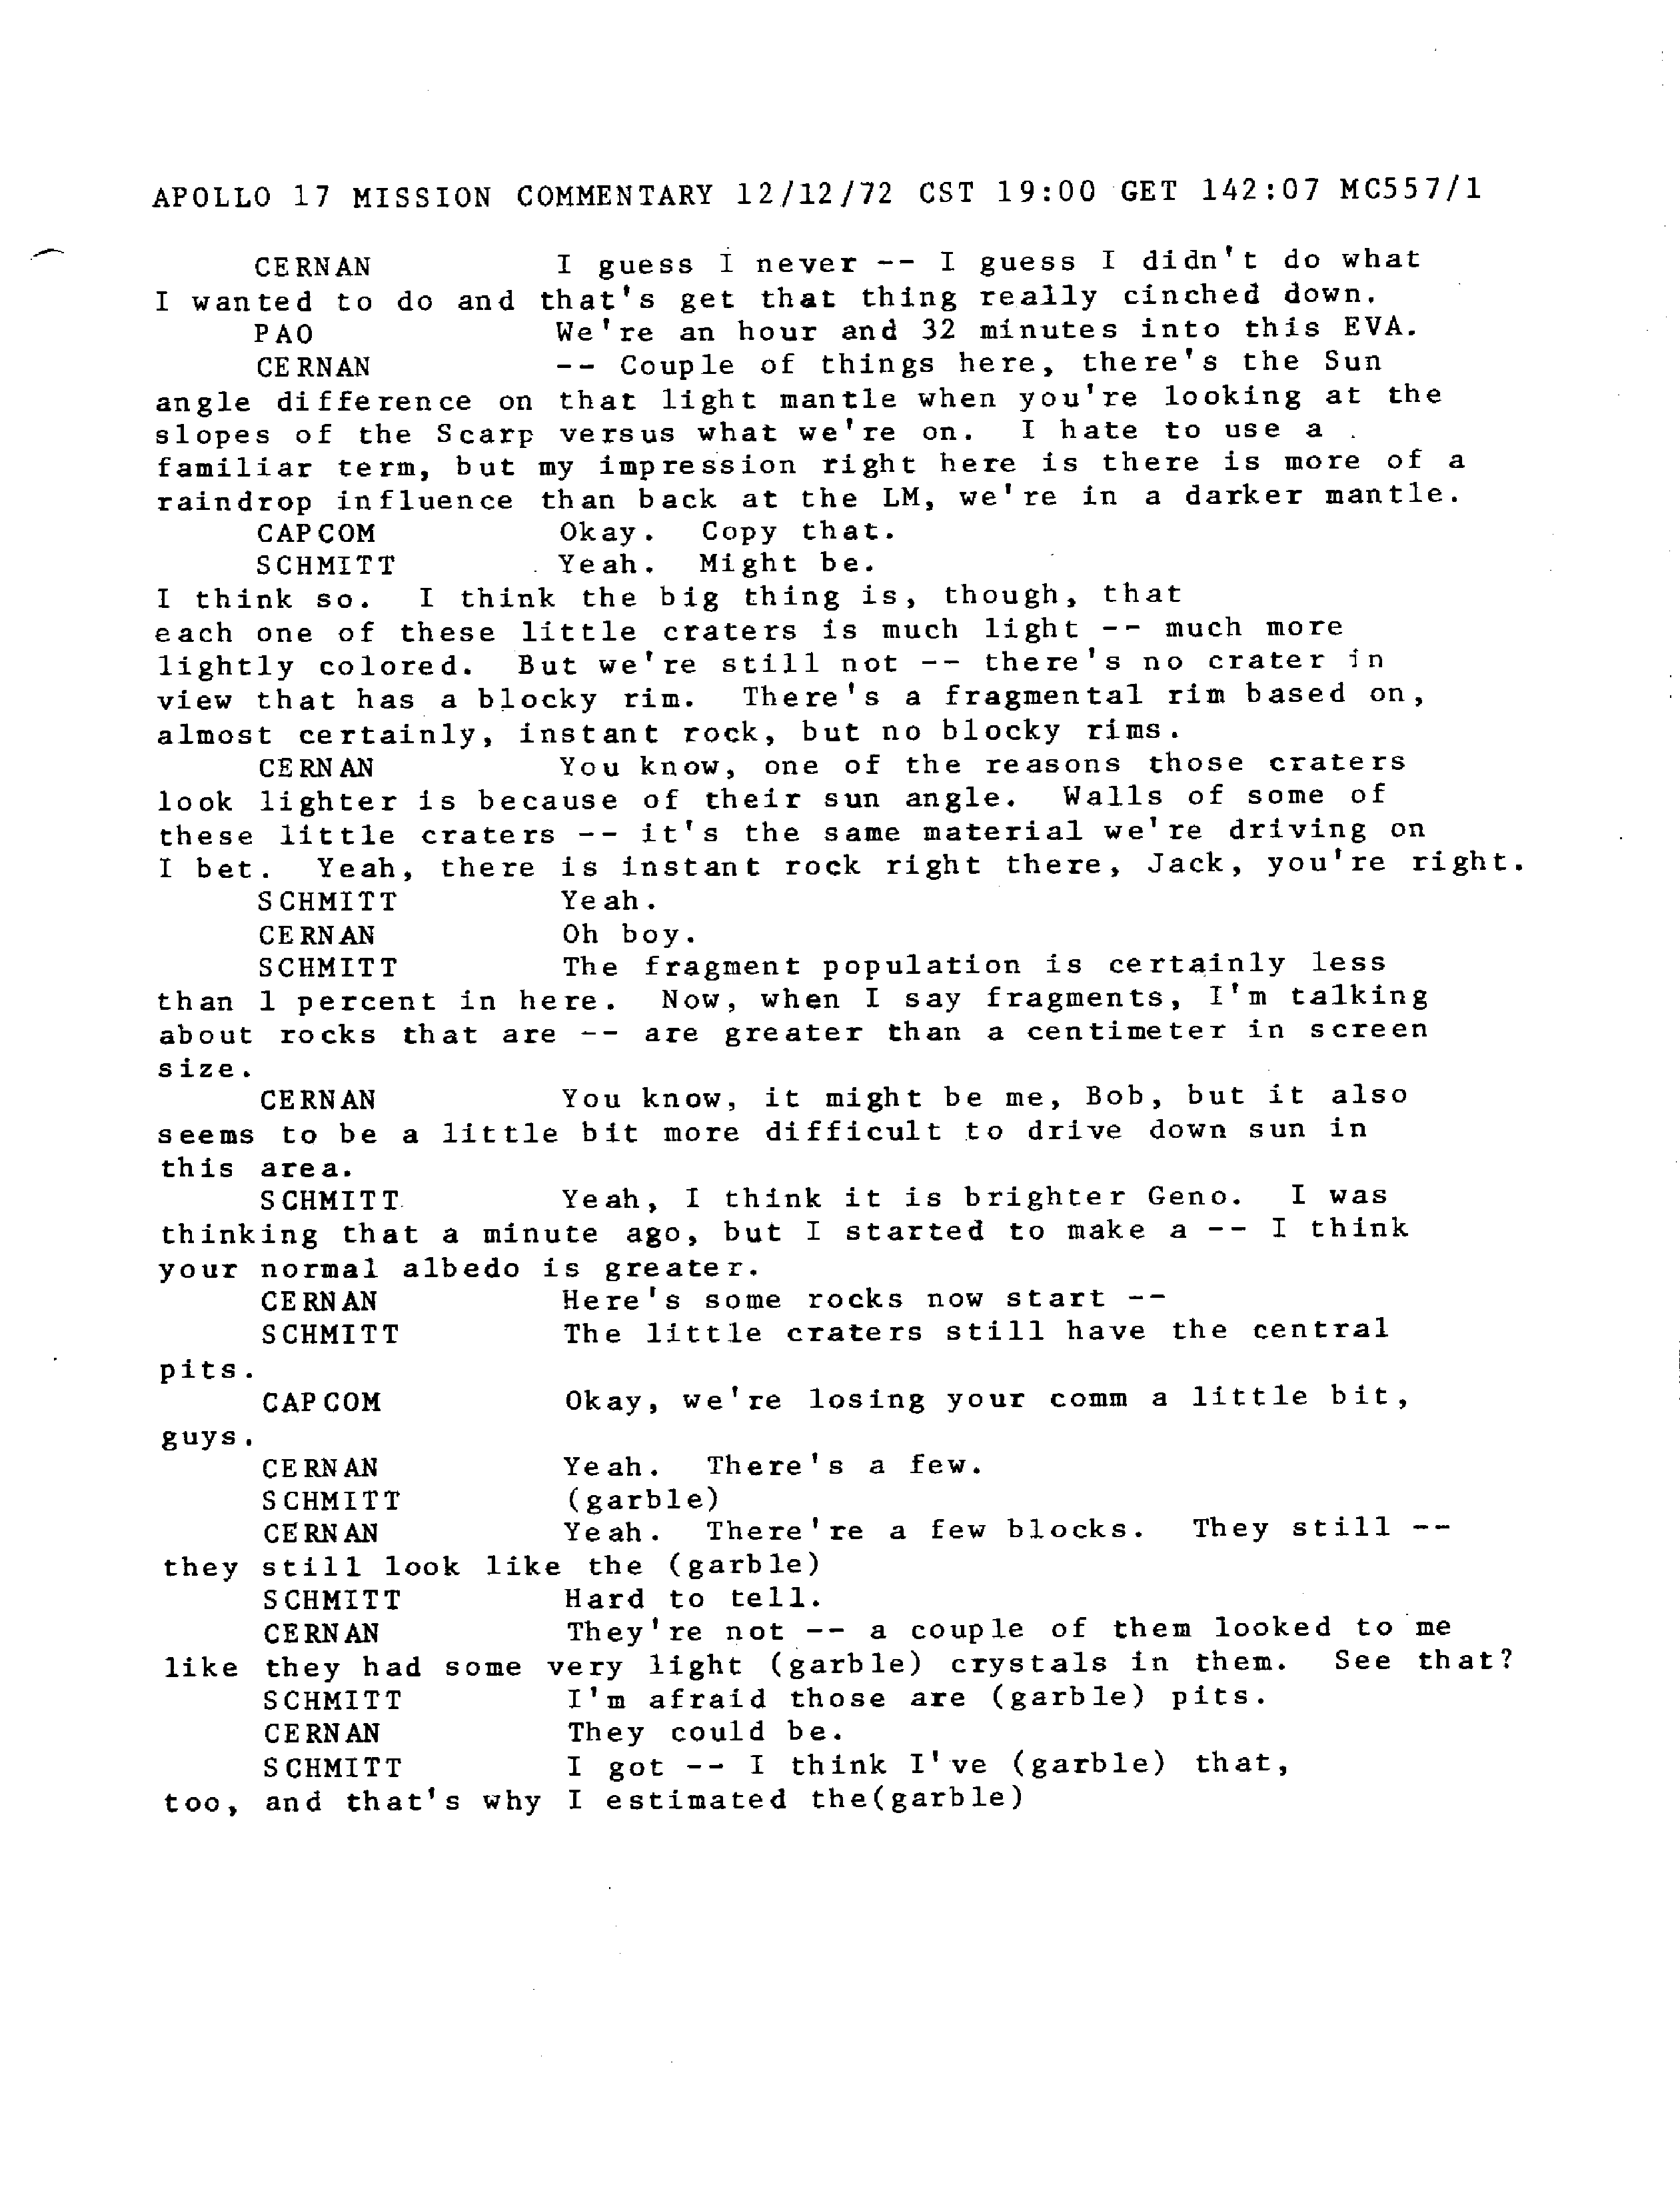 APOLLO 17 MISSION COMMENTARY 12/12/72 CST 19:00 GET 142:07 MC557/1
CERNAN I guess I never -- I guess I didn't do what
I wanted to do and that's get that thing really cinched down.
PAO We're an hour and 32 minutes into this EVA.
CERNAN -- Couple of things here, there's the Sun
angle difference on that light mantle when you're looking at the
slopes of the Scarp versus what we're on. I hate to use a
familiar term, but my impression right here is there is more of a
raindrop influence than back at the LM, we're in a darker mantle.
CAPCOM Okay. Copy that.
SCHMITT Yeah. Might be.
I think so. I think the big thing is, though, that
each one of these little craters is much light -- much more
lightly colored. But we're still not -- there's no crater in
view that has a blocky rim. There's a fragmental rim based on,
almost certainly, instant rock, but no blocky rims.
CERNAN You know, one of the reasons those craters
look lighter is because of their sun angle. Walls of some of
these little craters -- it's the same material we're driving on
I bet. Yeah, there is instant rock right there, Jack, you're right.
SCHMITT Yeah.
CERNAN Oh boy.
SCHMITT The fragment population is certainly less
than 1 percent in here. Now, when I say fragments, I'm talking
about rocks that are -- are greater than a centimeter in screen
size.
CERNAN You know, it might be me, Bob, but it also
seems to be a little bit more difficult to drive down sun in
this area.
SCHMITT Yeah, I think it is brighter Geno. I was
thinking that a minute ago, but I started to make a -- I think
your normal albedo is greater.
CERNAN Here's some rocks now start --
SCHMITT The little craters still have the central
pits.
CAPCOM Okay, we're losing your comm a little bit,
guys.
CERNAN Yeah. There's a few.
SCHMITT (garble)
CERNAN Yeah. There're a few blocks. They still --
they still look like the (garble)
SCHMITT Hard to tell.
CERNAN They're not -- a couple of them looked to me
like they had some very light (garble) crystals in them. See that?
SCHMITT I'm afraid those are (garble) pits.
CERNAN They could be.
SCHMITT I got -- I think I've (garble) that,
too, and that's why I estimated the(garble)